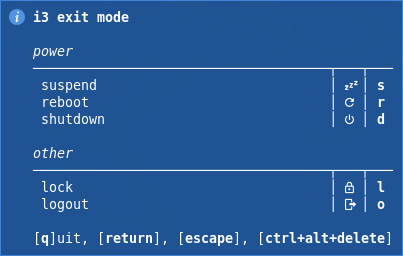 i3 exit mode
power
suspend | zzz | s
reboot | | r
shutdown | | d
other
lock | | l
logout | | o
[q]uit, [return], [escape], [ctrl+alt+delete]